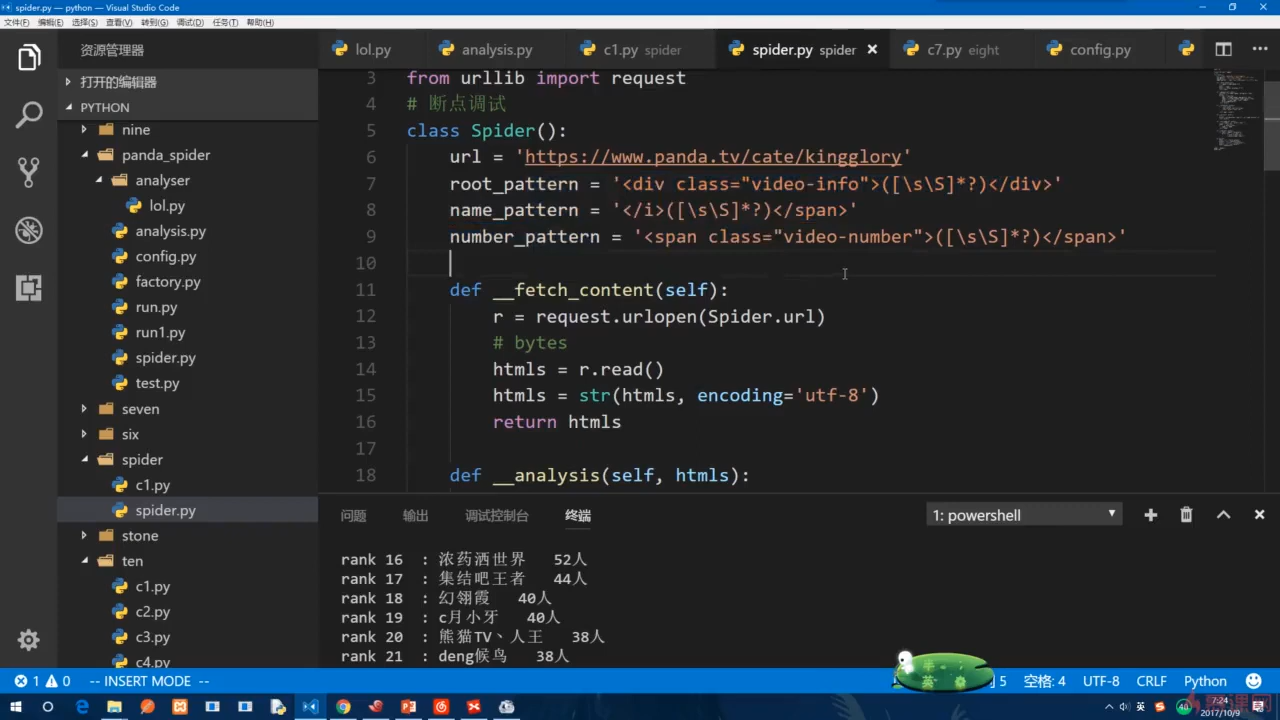 spider.py — python — Visual Studio Code
文件(F) 编辑(E) 选择(S) 查看(V) 转到(G) 调试(D) 任务(T) 帮助(H)
资源管理器
打开的编辑器
PYTHON
nine
panda_spider
analyser
lol.py
analysis.py
config.py
factory.py
run.py
run1.py
spider.py
test.py
seven
six
spider
c1.py
spider.py
stone
ten
c1.py
c2.py
c3.py
c4.py
lol.py analysis.py c1.py spider spider.py spider c7.py eight config.py
3 from urllib import request
4 # 断点调试
5 class Spider():
6 url = 'https://www.panda.tv/cate/kingglory'
7 root_pattern = '<div class="video-info">([\s\S]*?)</div>'
8 name_pattern = '</i>([\s\S]*?)</span>'
9 number_pattern = '<span class="video-number">([\s\S]*?)</span>'
10
11 def __fetch_content(self):
12 r = request.urlopen(Spider.url)
13 # bytes
14 htmls = r.read()
15 htmls = str(htmls, encoding='utf-8')
16 return htmls
17
18 def __analysis(self, htmls):
问题 输出 调试控制台 终端
1: powershell
rank 16 : 浓药洒世界 52人
rank 17 : 集结吧王者 44人
rank 18 : 幻翎霞 40人
rank 19 : c月小牙 40人
rank 20 : 熊猫TV丶人王 38人
rank 21 : deng候鸟 38人
1 0 -- INSERT MODE -- 5 空格: 4 UTF-8 CRLF Python
英
7:24
2017/10/9